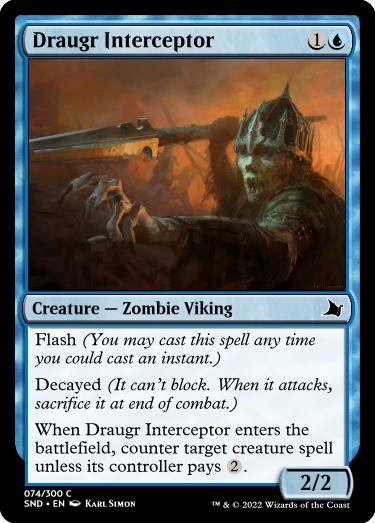 Draugr Interceptor 1
Creature — Zombie Viking
Flash (You may cast this spell any time
you could cast an instant.)
Decayed (It can't block. When it attacks,
sacrifice it at end of combat.)
When Draugr Interceptor enters the
battlefield, counter target creature spell
unless its controller pays 2.
2/2
074/300 C
SND • EN Karl Simon
™ & © 2022 Wizards of the Coast